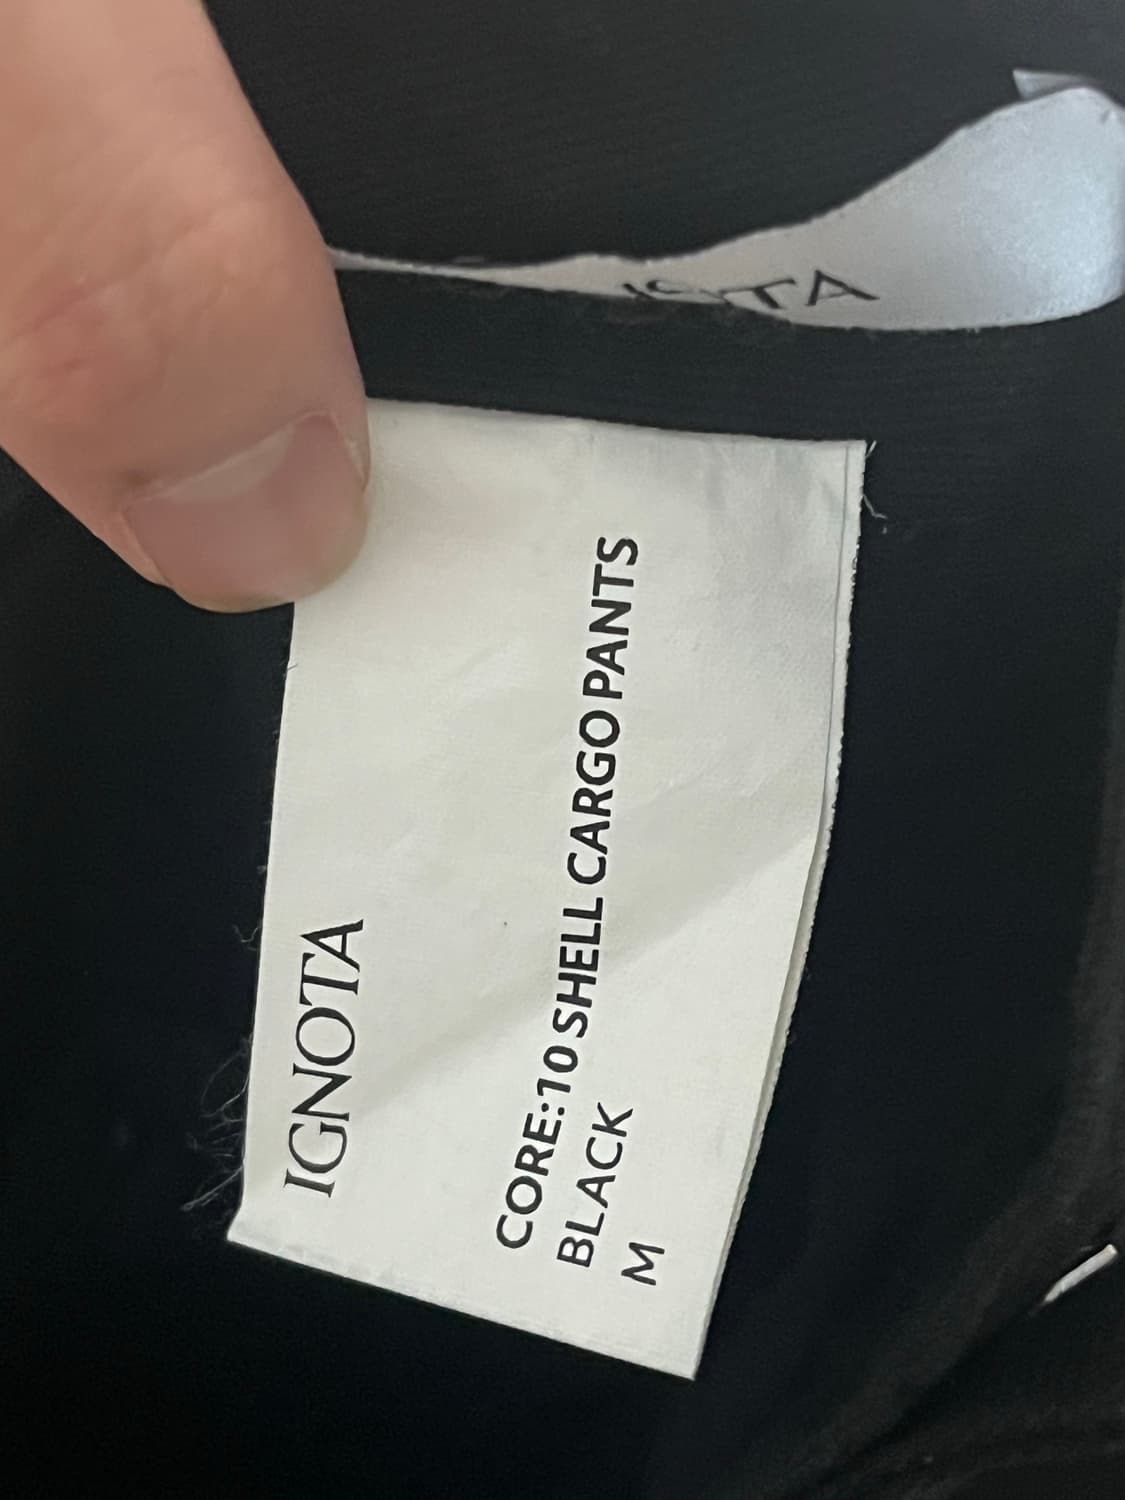 IGNOTA
CORE:10 SHELL CARGO PANTS
BLACK
M